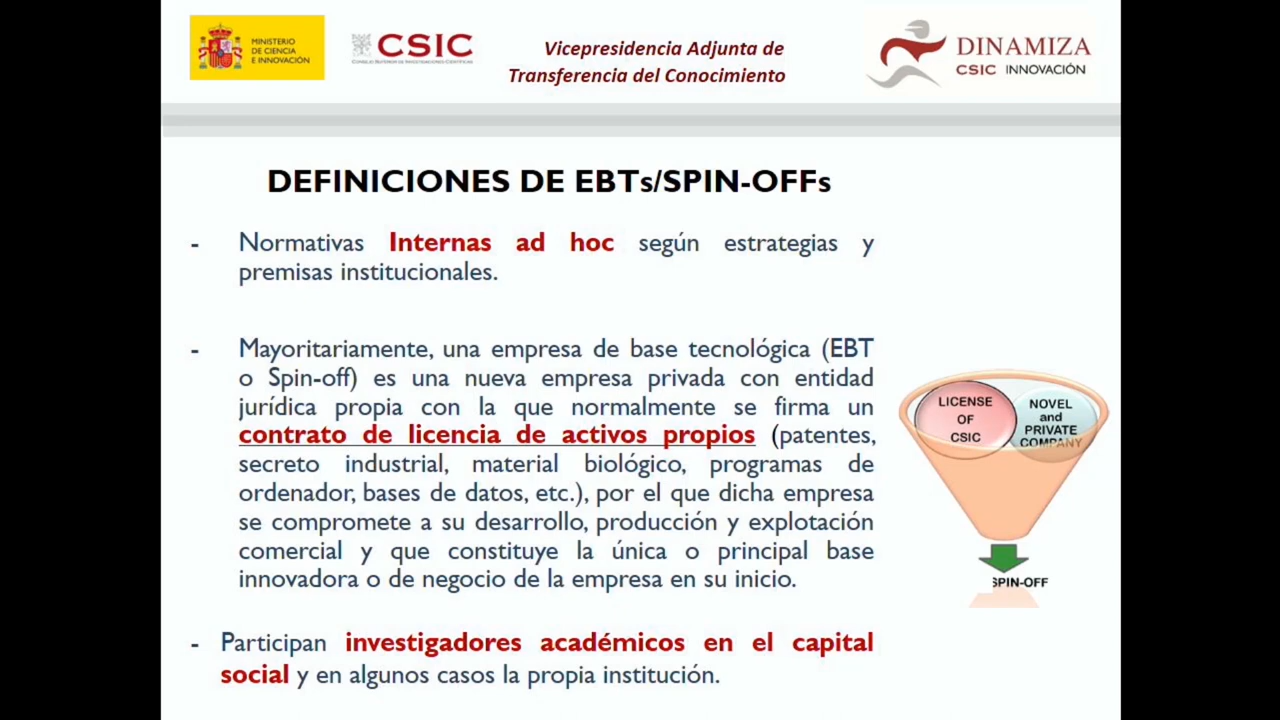 MINISTERIO
DE CIENCIA
E INNOVACIÓN
CSIC
CONSEJO SUPERIOR DE INVESTIGACIONES CIENTÍFICAS
Vicepresidencia Adjunta de
Transferencia del Conocimiento
DINAMIZA
CSIC INNOVACIÓN
DEFINICIONES DE EBTs/SPIN-OFFs
- Normativas Internas ad hoc según estrategias y
premisas institucionales.
- Mayoritariamente, una empresa de base tecnológica (EBT
o Spin-off) es una nueva empresa privada con entidad
jurídica propia con la que normalmente se firma un
contrato de licencia de activos propios (patentes,
secreto industrial, material biológico, programas de
ordenador, bases de datos, etc.), por el que dicha empresa
se compromete a su desarrollo, producción y explotación
comercial y que constituye la única o principal base
innovadora o de negocio de la empresa en su inicio.
- Participan investigadores académicos en el capital
social y en algunos casos la propia institución.
LICENSE
OF
CSIC
NOVEL
and
PRIVATE
COMPANY
SPIN-OFF